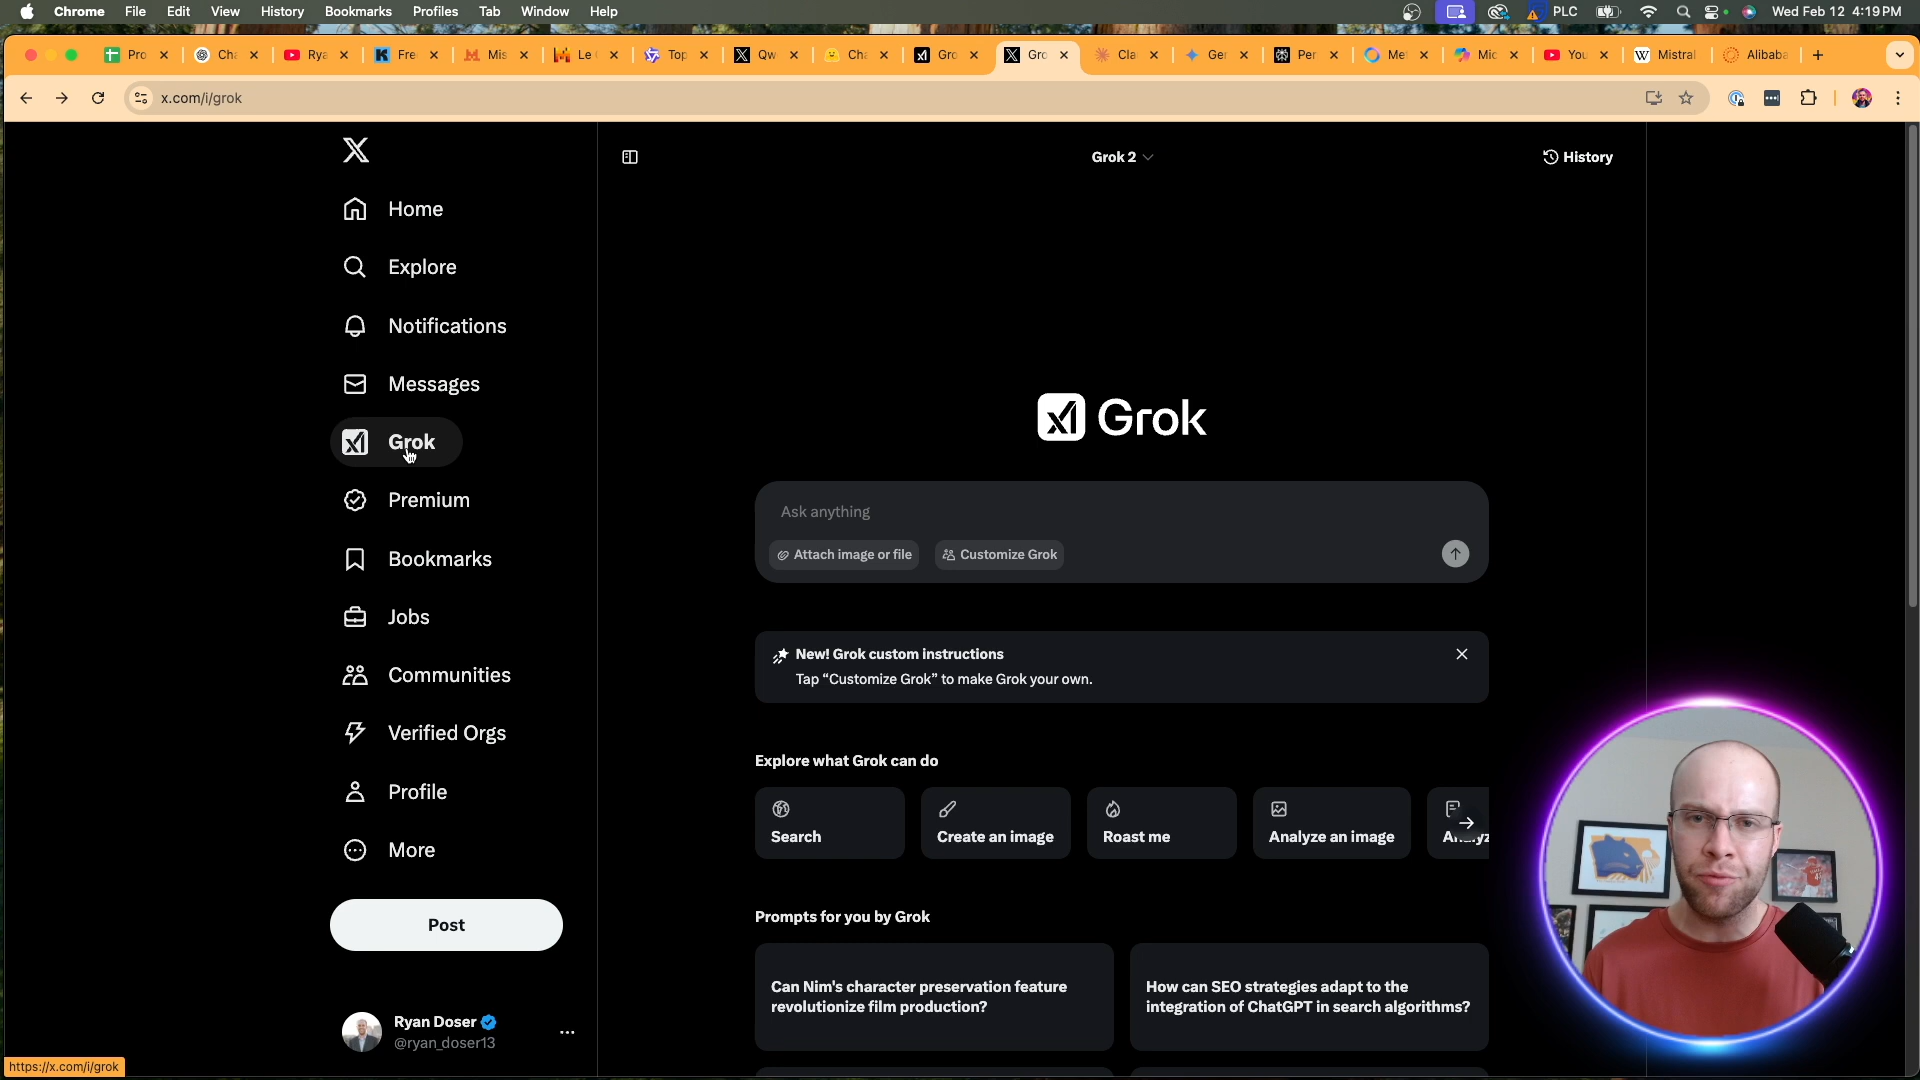 Chrome File Edit View History Bookmarks Profiles Tab Window Help PLC Wed Feb 12 4:19 PM
Pro Cha Rya Fre Mis Le Top Qw Cha Gro Gro Cla Ger Per Met Mic You Mistral Alibaba
x.com/i/grok
Home
Explore
Notifications
Messages
Grok
Premium
Bookmarks
Jobs
Communities
Verified Orgs
Profile
More
Post
Ryan Doser
@ryan_doser13
https://x.com/i/grok
Grok 2
History
Grok
Ask anything
Attach image or file Customize Grok
New! Grok custom instructions
Tap “Customize Grok” to make Grok your own.
Explore what Grok can do
Search Create an image Roast me Analyze an image
Prompts for you by Grok
Can Nim's character preservation feature
revolutionize film production?
How can SEO strategies adapt to the
integration of ChatGPT in search algorithms?